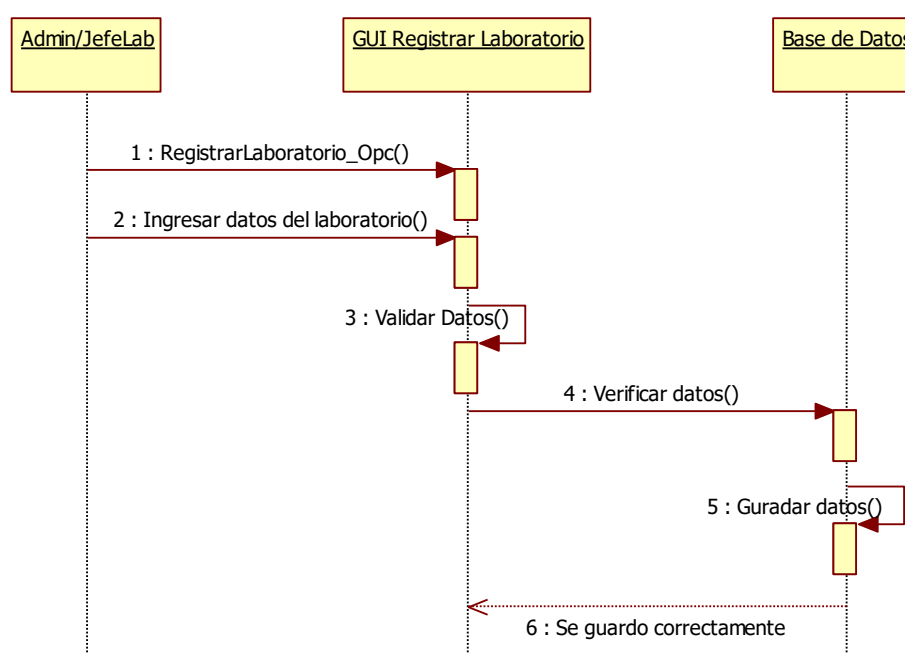 Admin/JefeLab
GUI Registrar Laboratorio
Base de Datos
1 : RegistrarLaboratorio_Opc()
2 : Ingresar datos del laboratorio()
3 : Validar Datos()
4 : Verificar datos()
5 : Guradar datos()
6 : Se guardo correctamente